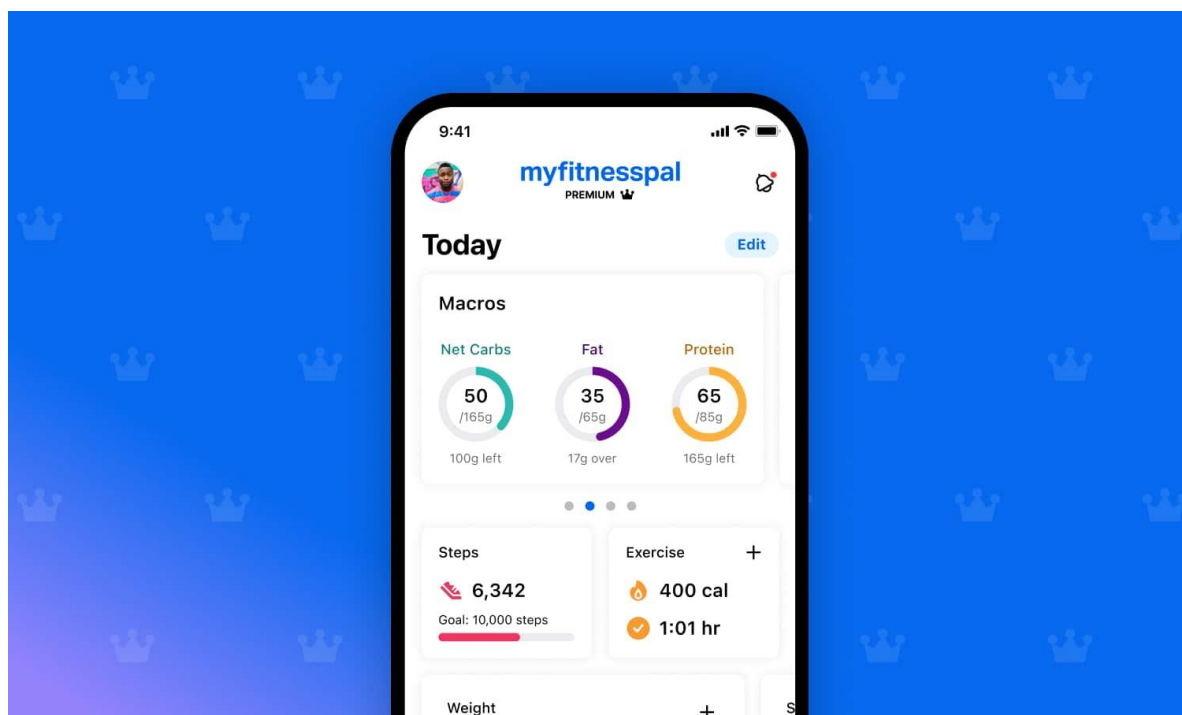 9:41
myfitnesspal
PREMIUM
Today
Edit
Macros
Net Carbs Fat Protein
50 35 65
/165g /65g /85g
100g left 17g over 165g left
Steps
Exercise +
6,342
400 cal
Goal: 10,000 steps
1:01 hr
Weight + S